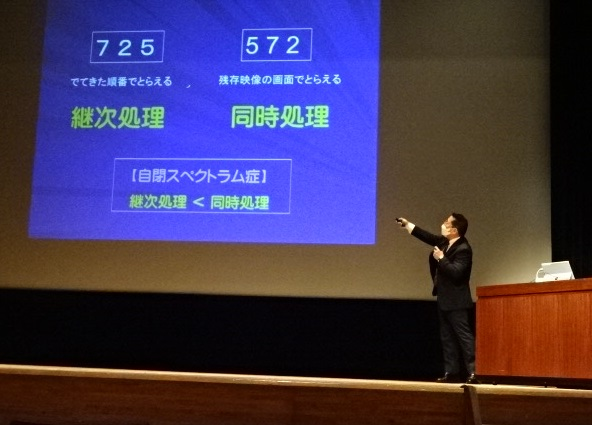 725
572
でてきた順番でとらえる
残存映像の画面でとらえる
継次処理
同時処理
【自閉スペクトラム症】
継次処理 < 同時処理